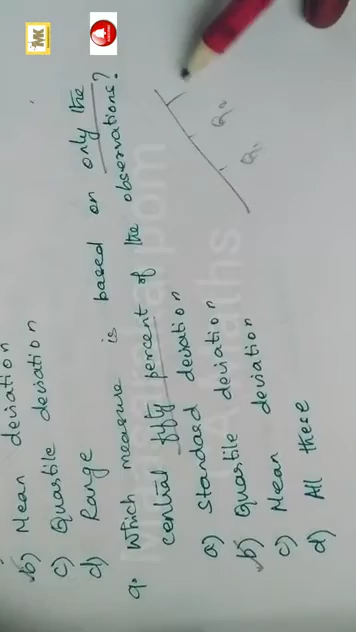 b) Mean deviation
c) Quartile deviation
d) Range
9. Which measure is based on only the
central fifty percent of the observations?
a) Standard deviation
b) Quartile deviation
c) Mean deviation
d) All these
MK